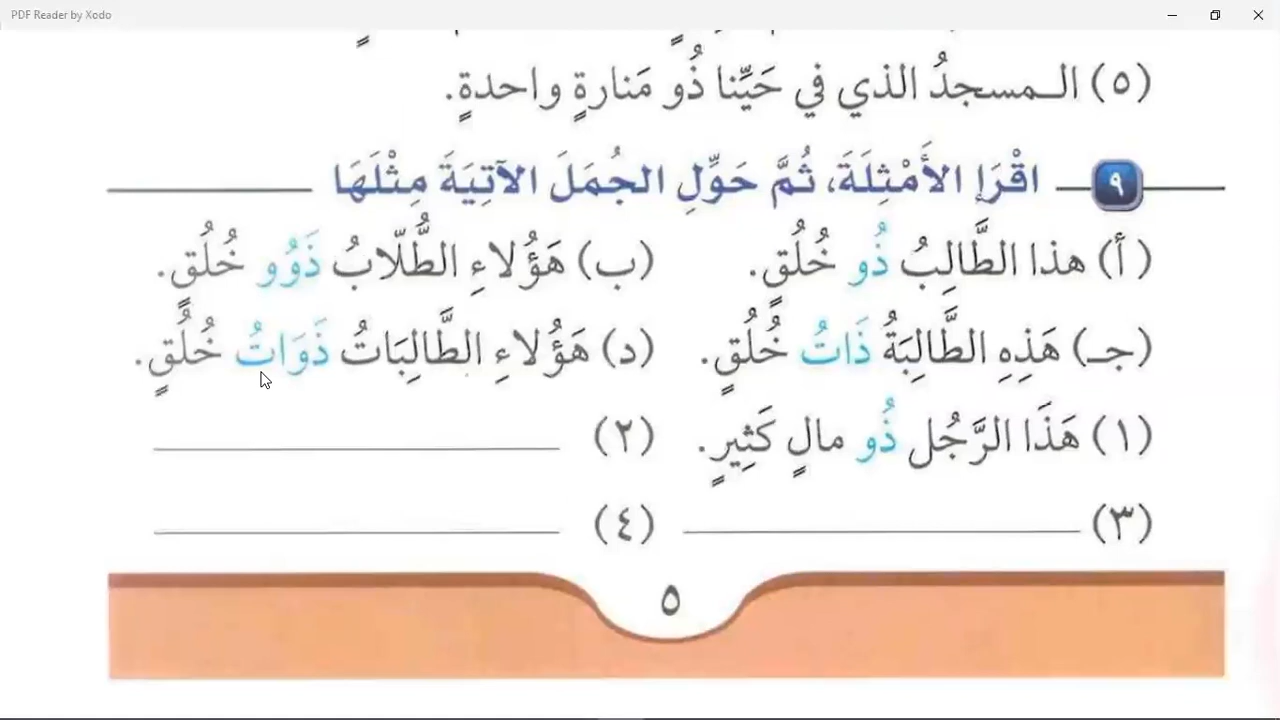 PDF Reader by Xodo
(٥) المسجدُ الذي في حَيِّنا ذُو مَنارةٍ واحدةٍ.
٩ اقْرَإِ الأَمْثِلَةَ، ثُمَّ حَوِّلِ الجُمَلَ الآتِيَةَ مِثْلَهَا
(أ) هذا الطَّالِبُ ذُو خُلُقٍ. (ب) هَؤُلاءِ الطُّلّابُ ذَوُو خُلُقٍ.
(جـ) هَذِهِ الطَّالِبَةُ ذَاتُ خُلُقٍ. (د) هَؤُلاءِ الطَّالِبَاتُ ذَوَاتُ خُلُقٍ.
(١) هَذَا الرَّجُل ذُو مالٍ كَثِيرٍ. (٢)
(٣) (٤)
٥